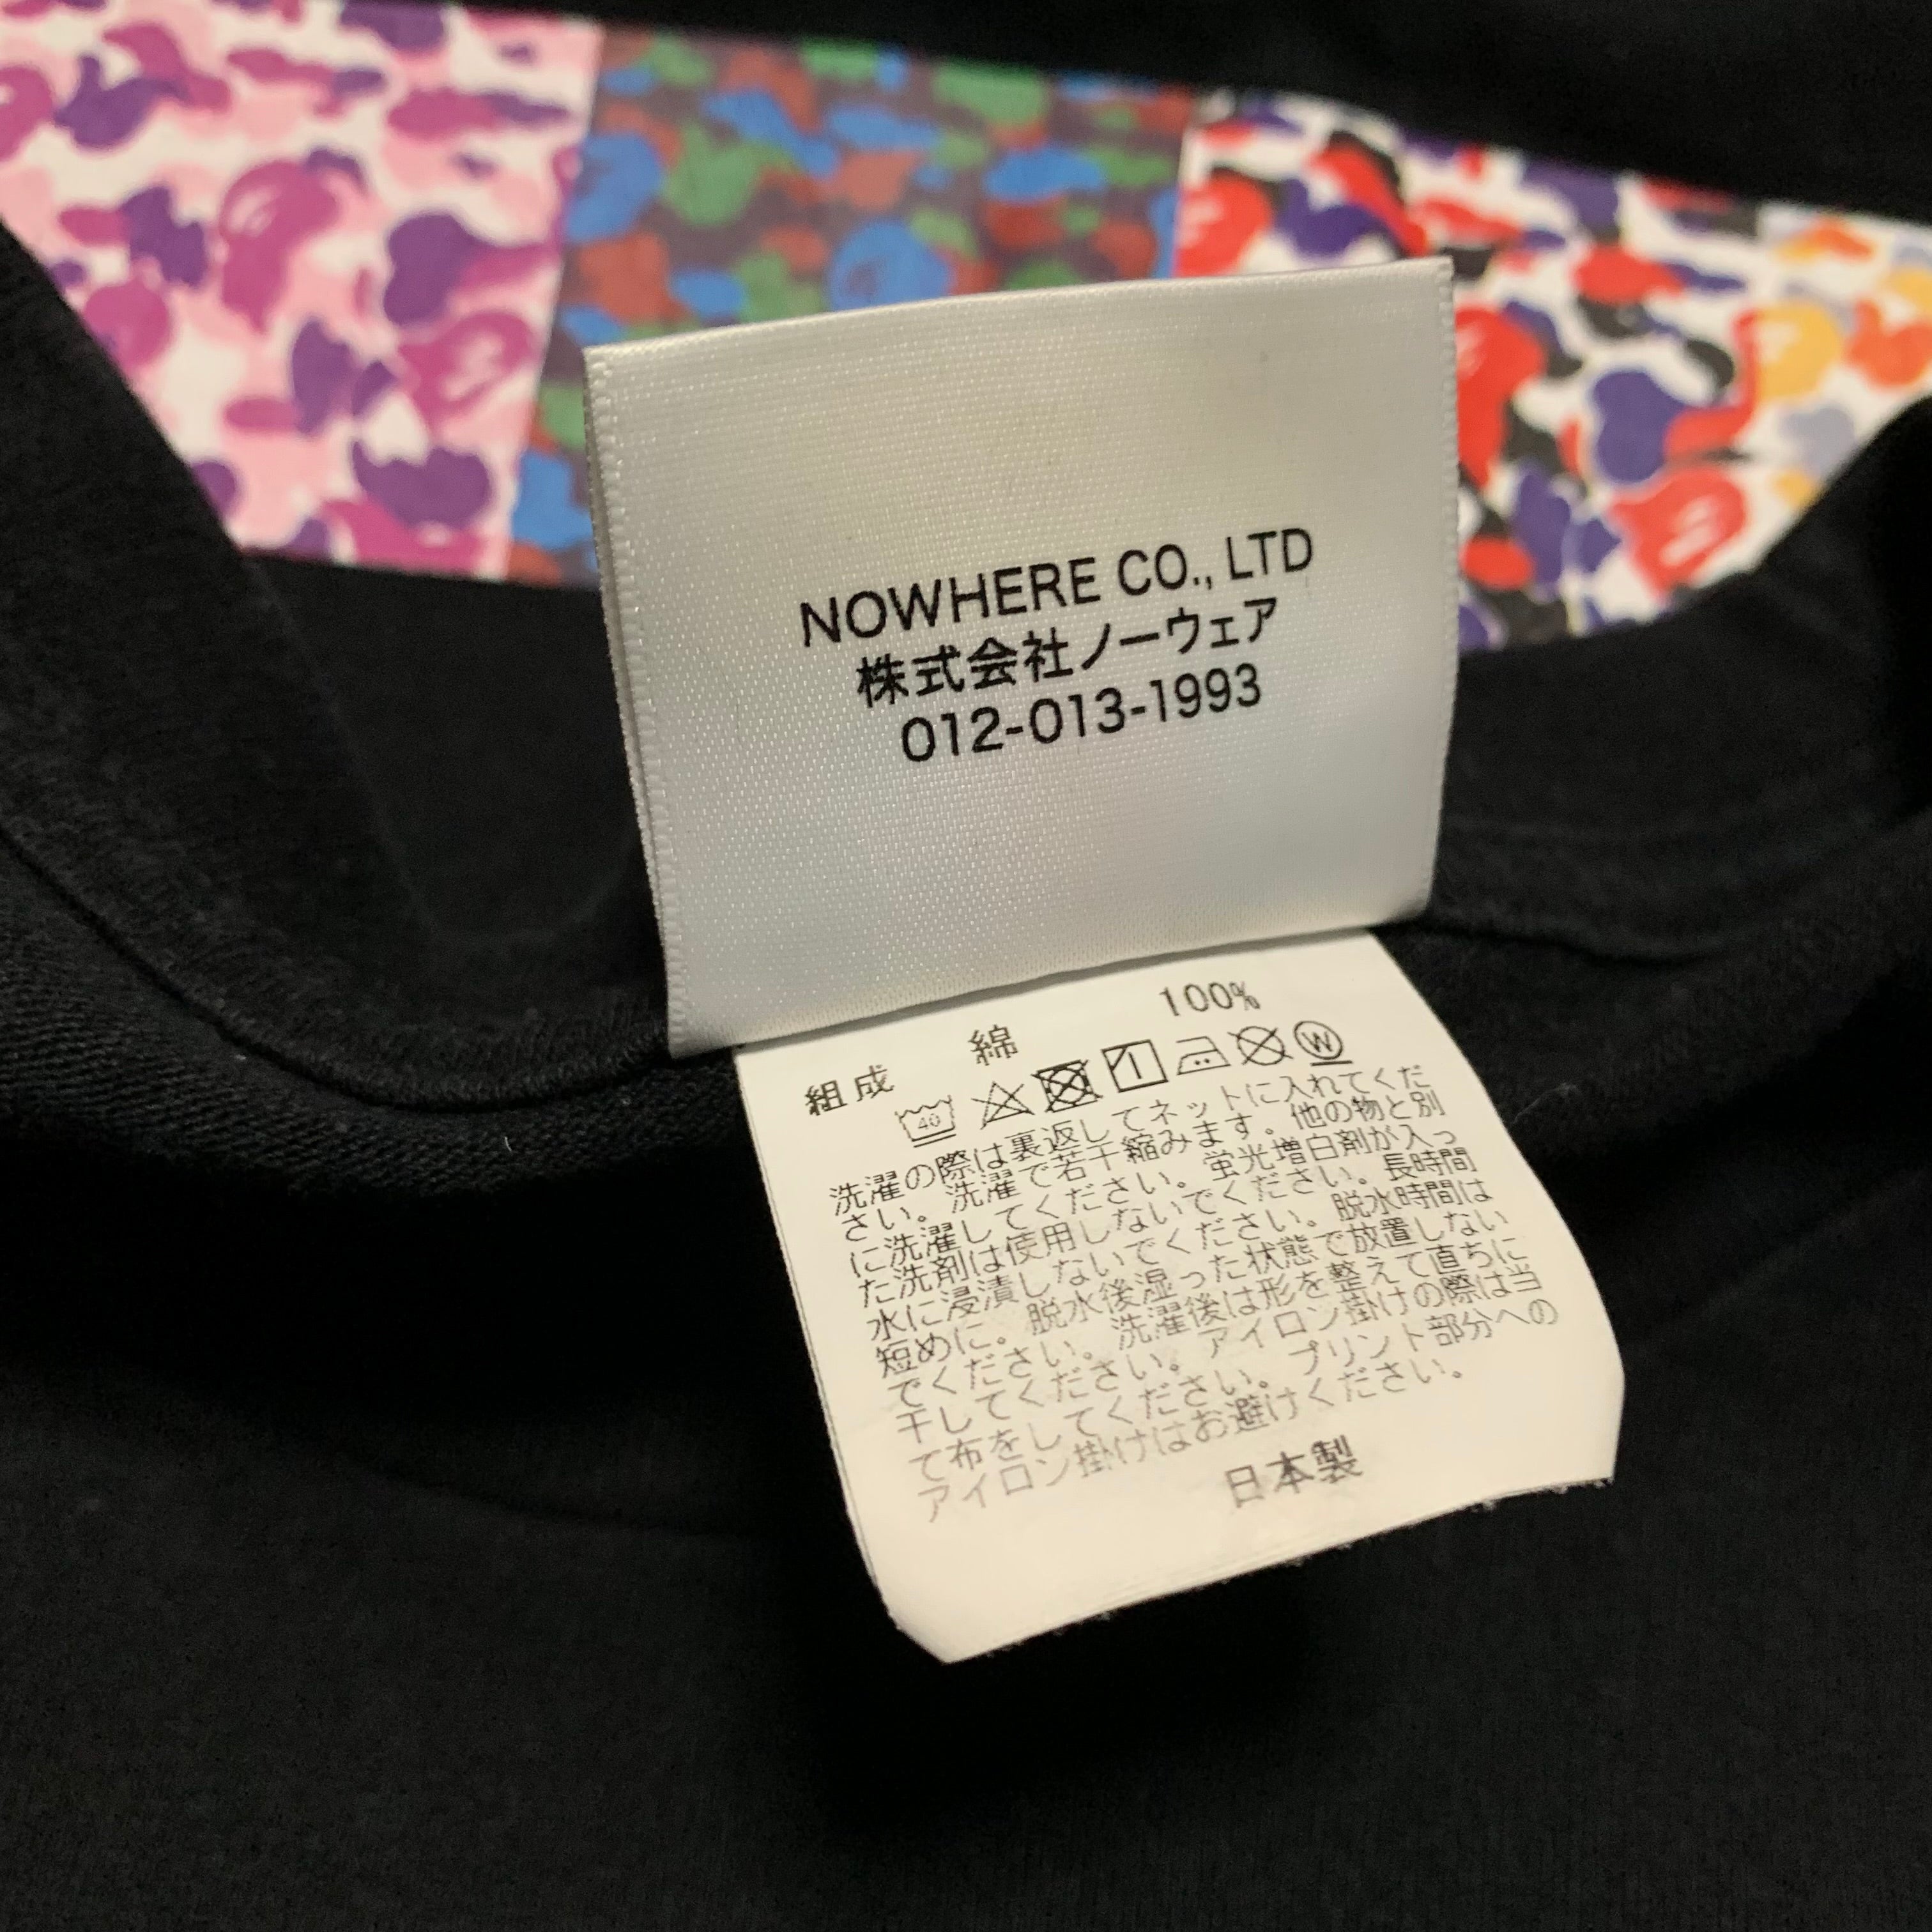 NOWHERE CO., LTD
株式会社ノーウェア
012-013-1993
組成 綿 100%
40 W
洗濯の際は裏返してネットに入れてくだ
さい。洗濯で若干縮みます。他の物と別
に洗濯してください。蛍光増白剤が入っ
た洗剤は使用しないでください。長時間
水に浸漬しないでください。脱水時間は
短めに。脱水後湿った状態で放置しない
でください。洗濯後は形を整えて直ちに
干してください。アイロン掛けの際は当
て布をしてください。プリント部分への
アイロン掛けはお避けください。
日本製